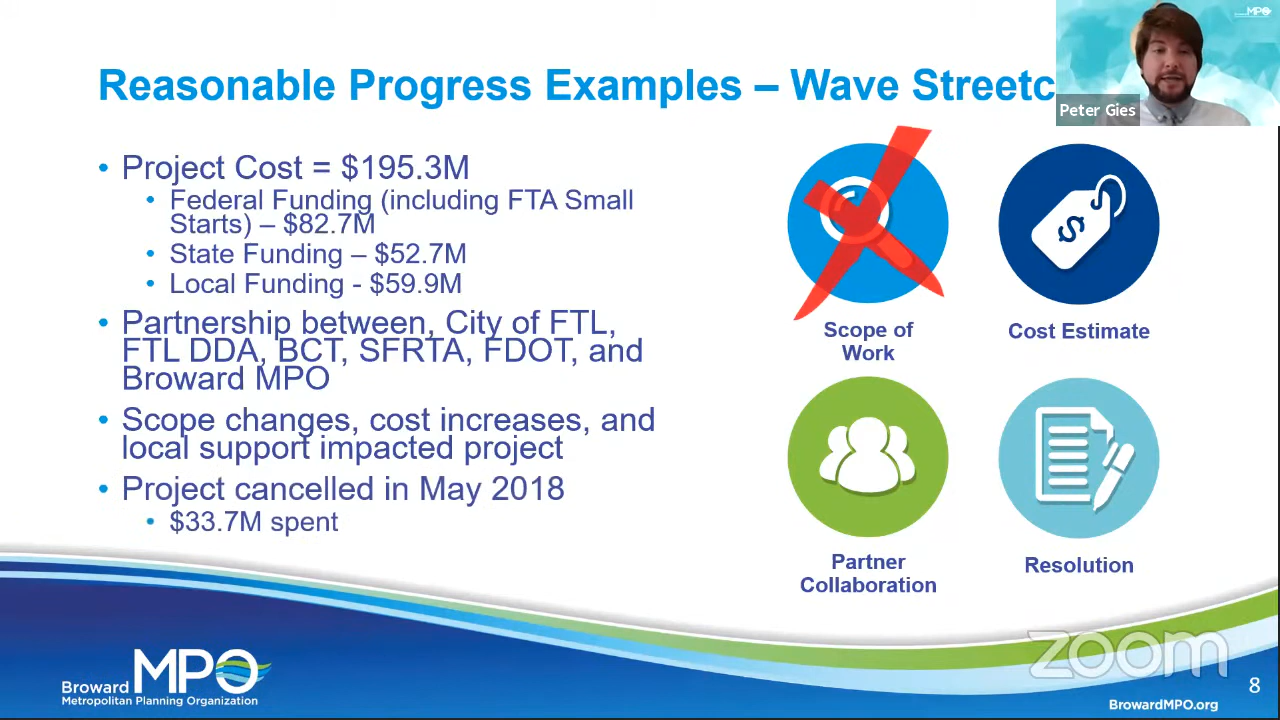 MPO
Reasonable Progress Examples – Wave Streetc
Peter Gies
• Project Cost = $195.3M
• Federal Funding (including FTA Small
Starts) – $82.7M
• State Funding – $52.7M
• Local Funding - $59.9M
• Partnership between, City of FTL,
FTL DDA, BCT, SFRTA, FDOT, and
Broward MPO
• Scope changes, cost increases, and
local support impacted project
• Project cancelled in May 2018
• $33.7M spent
Scope of
Work
$
Cost Estimate
Partner
Collaboration
Resolution
zoom
Broward MPO
Metropolitan Planning Organization
8
BrowardMPO.org